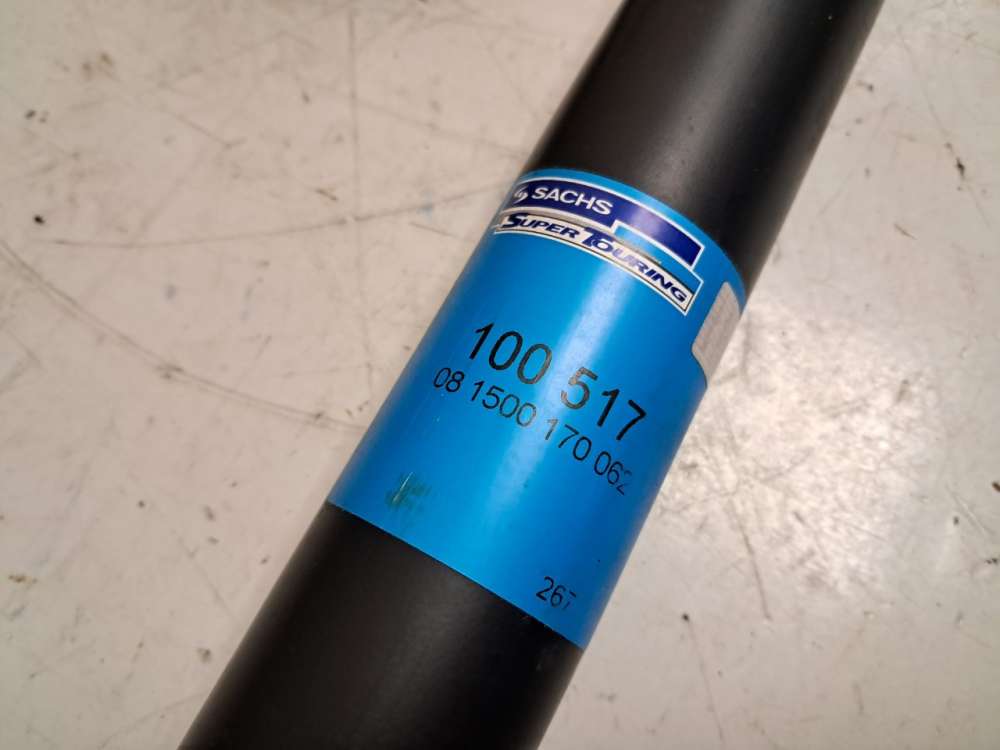 SACHS
SUPER TOURING
100 517
08 1500 170 062
267